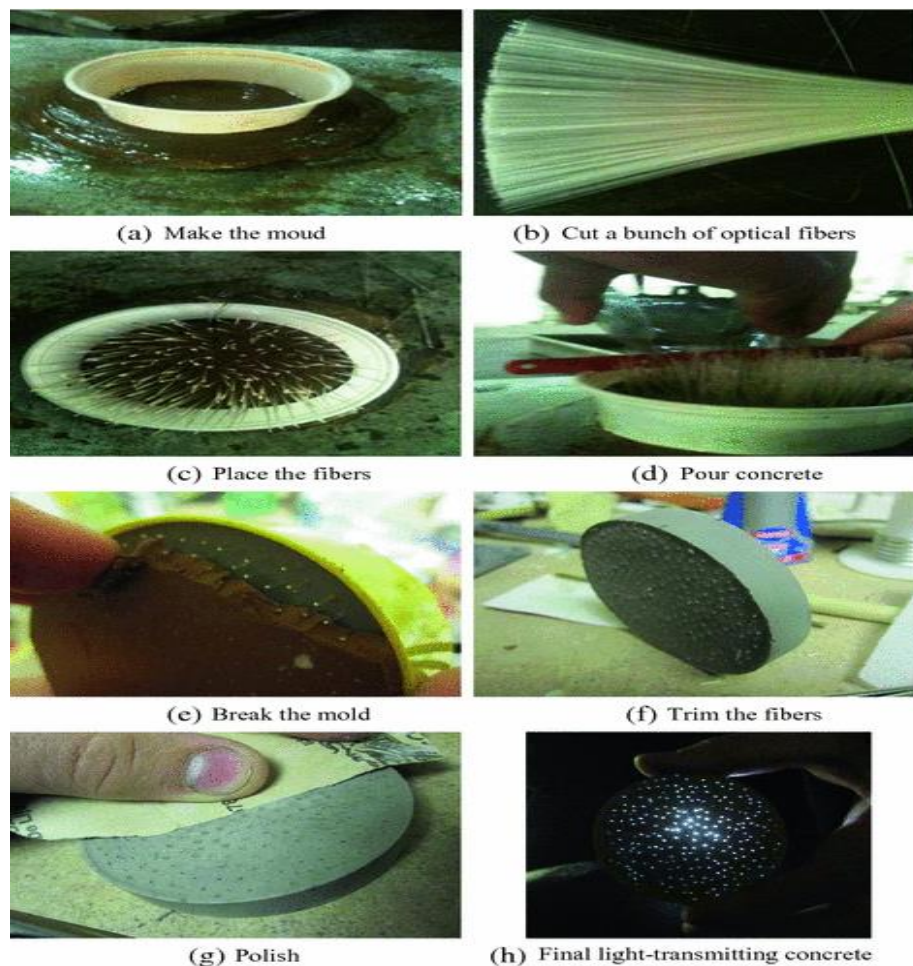 (a) Make the moud
(b) Cut a bunch of optical fibers
(c) Place the fibers
(d) Pour concrete
(e) Break the mold
(f) Trim the fibers
(g) Polish
(h) Final light-transmitting concrete